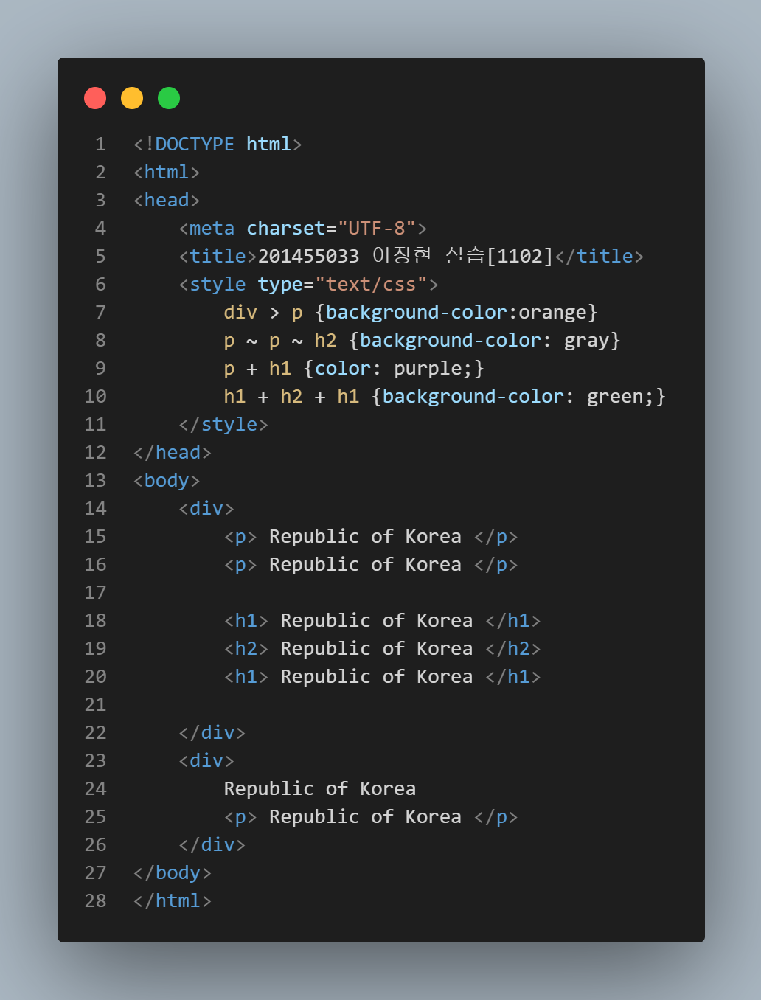 1 <!DOCTYPE html>
2 <html>
3 <head>
4     <meta charset="UTF-8">
5     <title>201455033 이정현 실습[1102]</title>
6     <style type="text/css">
7         div > p {background-color:orange}
8         p ~ p ~ h2 {background-color: gray}
9         p + h1 {color: purple;}
10         h1 + h2 + h1 {background-color: green;}
11     </style>
12 </head>
13 <body>
14     <div>
15         <p> Republic of Korea </p>
16         <p> Republic of Korea </p>
17
18         <h1> Republic of Korea </h1>
19         <h2> Republic of Korea </h2>
20         <h1> Republic of Korea </h1>
21
22     </div>
23     <div>
24         Republic of Korea
25         <p> Republic of Korea </p>
26     </div>
27 </body>
28 </html>